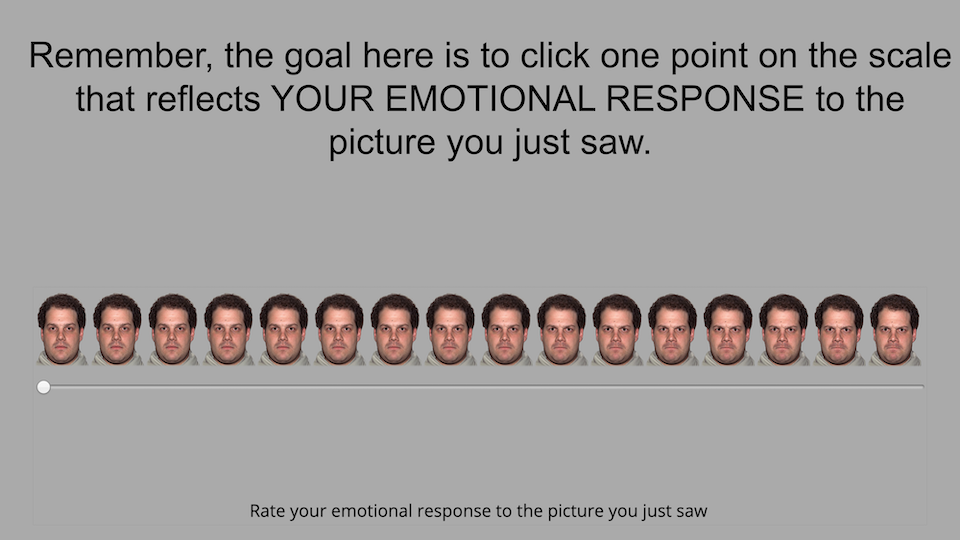 Remember, the goal here is to click one point on the scale
that reflects YOUR EMOTIONAL RESPONSE to the
picture you just saw.
Rate your emotional response to the picture you just saw